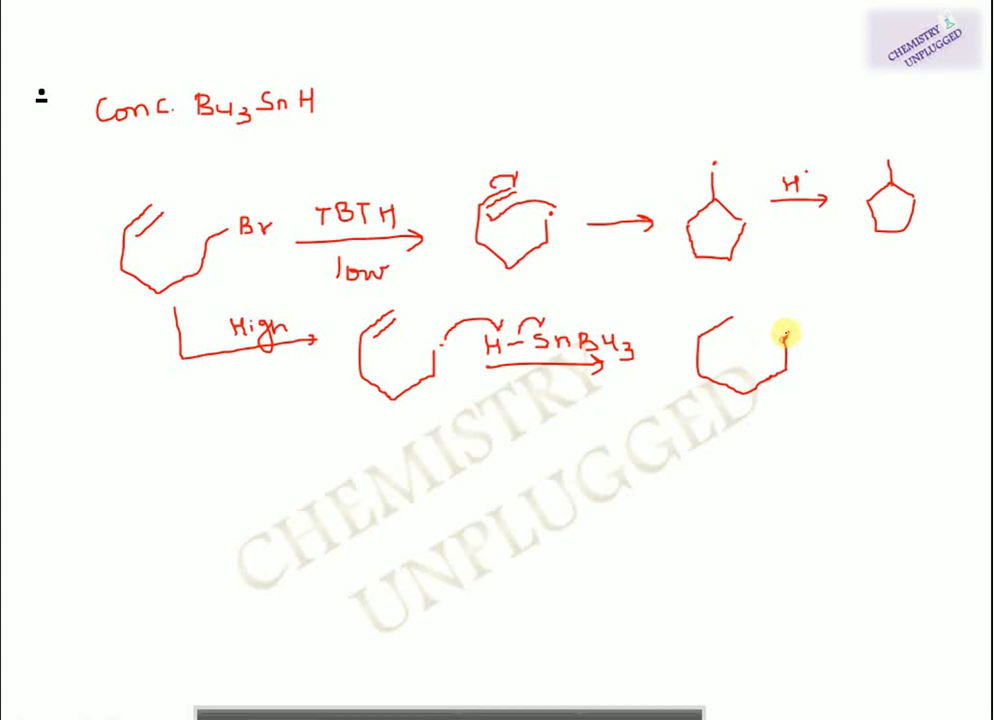 CHEMISTRY
UNPLUGGED
Conc. Bu3SnH
Br
TBTH
low
H·
High
H-SnBu3
CHEMISTRY
UNPLUGGED